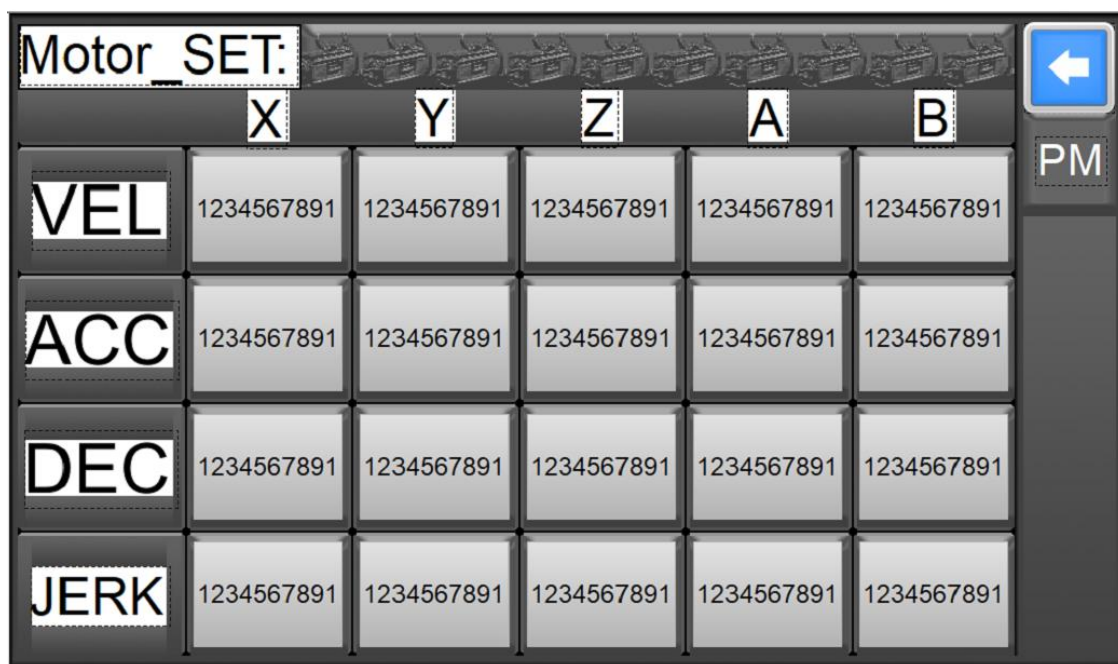 Motor_SET:
X Y Z A B
PM
VEL 1234567891 1234567891 1234567891 1234567891 1234567891
ACC 1234567891 1234567891 1234567891 1234567891 1234567891
DEC 1234567891 1234567891 1234567891 1234567891 1234567891
JERK 1234567891 1234567891 1234567891 1234567891 1234567891